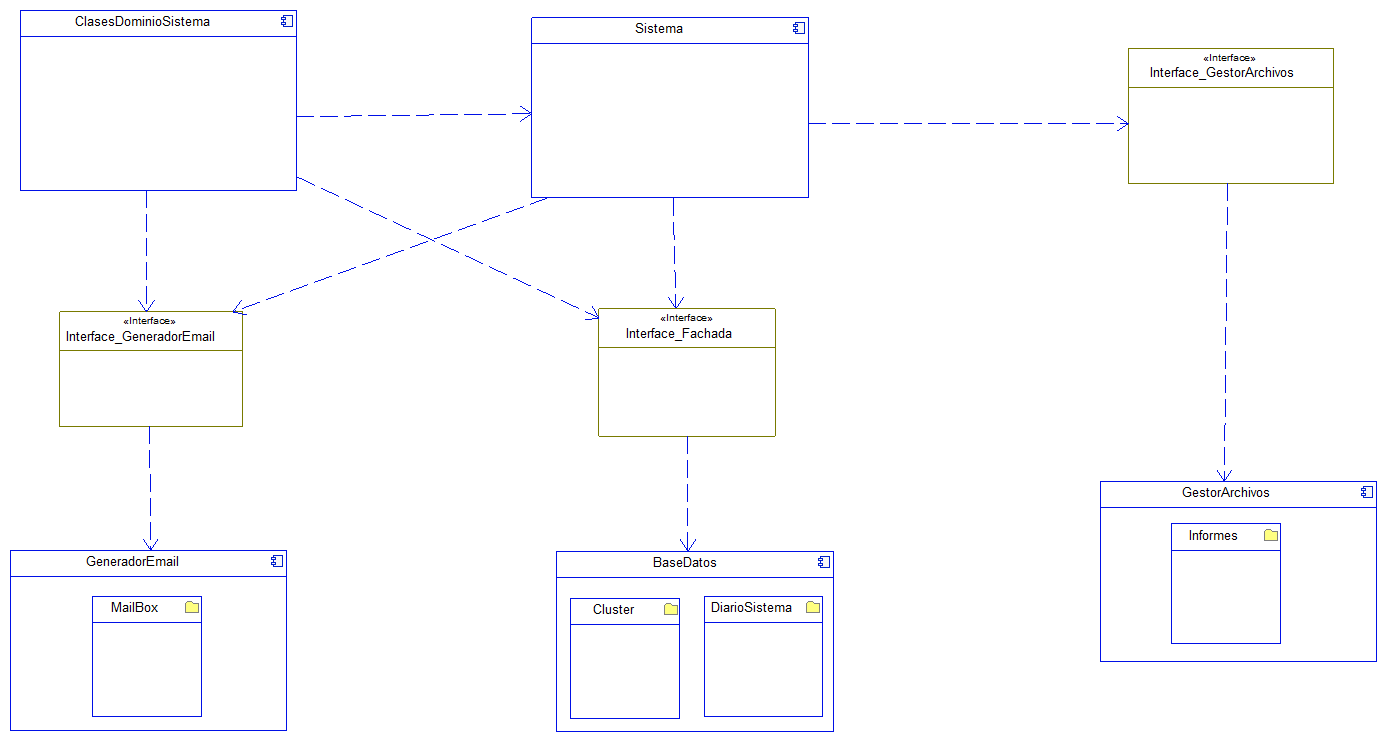 ClasesDominioSistema
Sistema
«Interface»
Interface_GestorArchivos
«Interface»
Interface_GeneradorEmail
«Interface»
Interface_Fachada
GestorArchivos
Informes
GeneradorEmail
MailBox
BaseDatos
Cluster
DiarioSistema